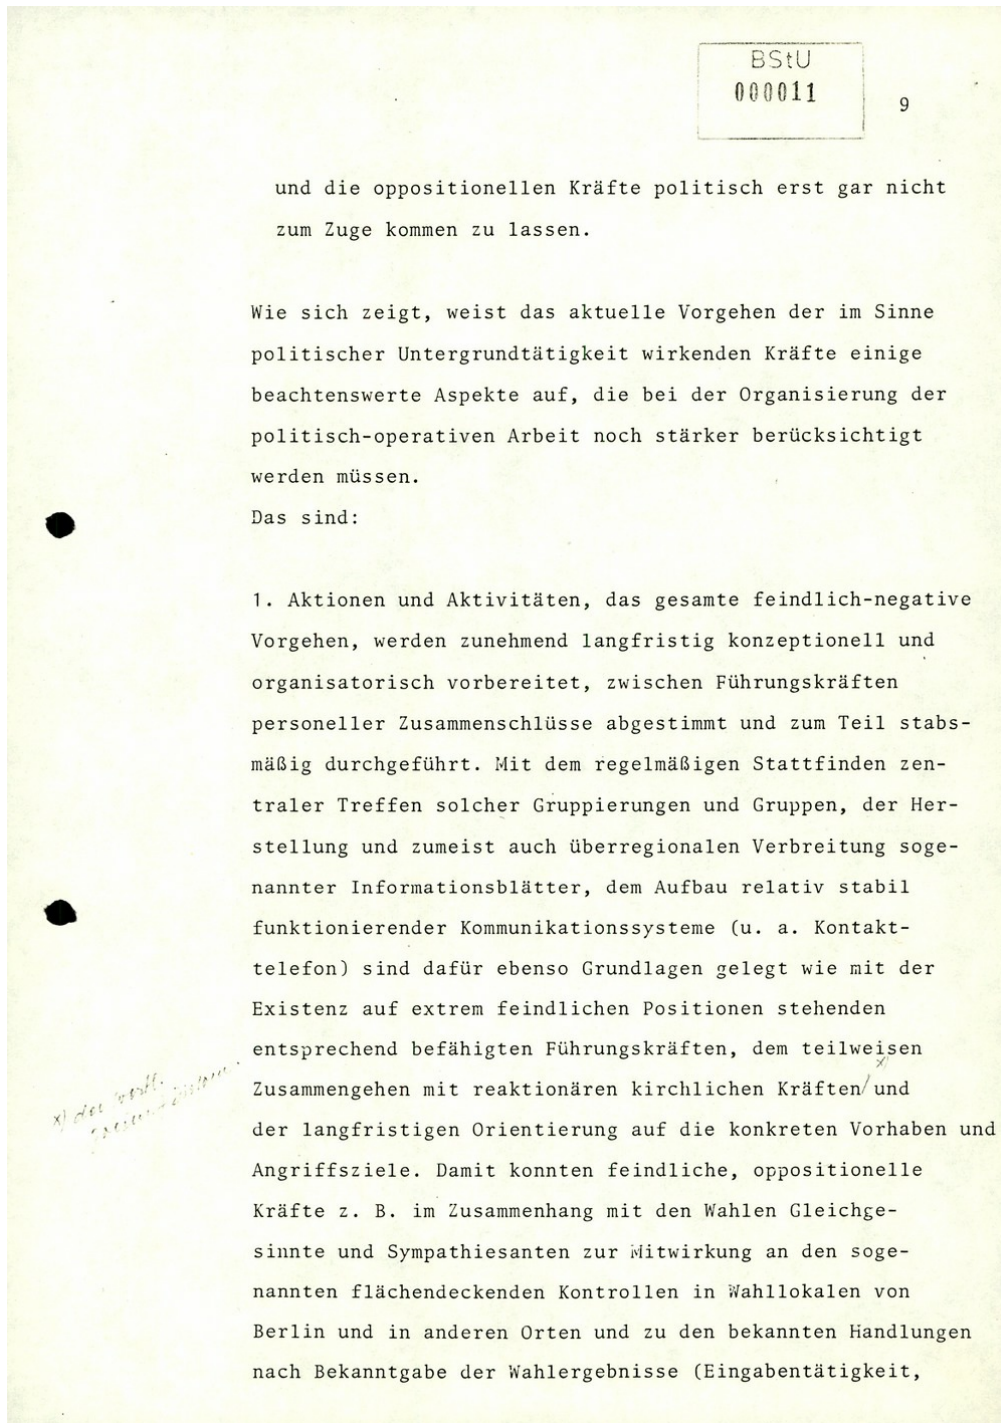 BStU
000011
9
und die oppositionellen Kräfte politisch erst gar nicht
zum Zuge kommen zu lassen.
Wie sich zeigt, weist das aktuelle Vorgehen der im Sinne
politischer Untergrundtätigkeit wirkenden Kräfte einige
beachtenswerte Aspekte auf, die bei der Organisierung der
politisch-operativen Arbeit noch stärker berücksichtigt
werden müssen.
Das sind:
1. Aktionen und Aktivitäten, das gesamte feindlich-negative
Vorgehen, werden zunehmend langfristig konzeptionell und
organisatorisch vorbereitet, zwischen Führungskräften
personeller Zusammenschlüsse abgestimmt und zum Teil stabs-
mäßig durchgeführt. Mit dem regelmäßigen Stattfinden zen-
traler Treffen solcher Gruppierungen und Gruppen, der Her-
stellung und zumeist auch überregionalen Verbreitung soge-
nannter Informationsblätter, dem Aufbau relativ stabil
funktionierender Kommunikationssysteme (u. a. Kontakt-
telefon) sind dafür ebenso Grundlagen gelegt wie mit der
Existenz auf extrem feindlichen Positionen stehenden
entsprechend befähigten Führungskräften, dem teilweisen
x)
Zusammengehen mit reaktionären kirchlichen Kräften/und
x) der
der langfristigen Orientierung auf die konkreten Vorhaben und
Angriffsziele. Damit konnten feindliche, oppositionelle
Kräfte z. B. im Zusammenhang mit den Wahlen Gleichge-
sinnte und Sympathiesanten zur Mitwirkung an den soge-
nannten flächendeckenden Kontrollen in Wahllokalen von
Berlin und in anderen Orten und zu den bekannten Handlungen
nach Bekanntgabe der Wahlergebnisse (Eingabentätigkeit,